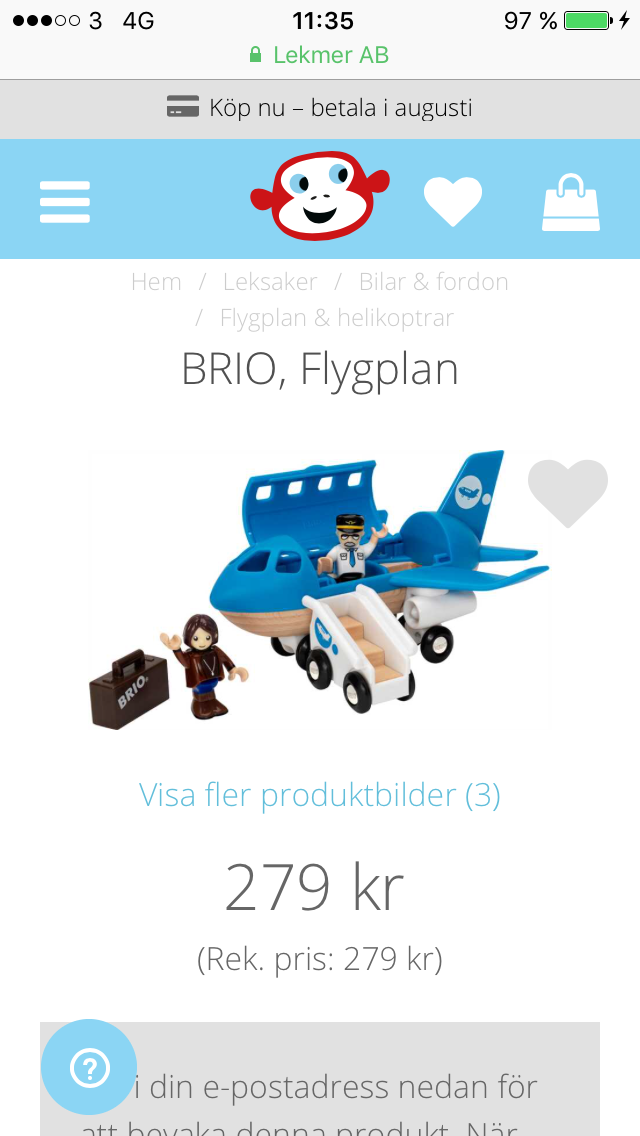 3 4G 11:35 97 %
Lekmer AB
Köp nu – betala i augusti
Hem / Leksaker / Bilar & fordon
/ Flygplan & helikoptrar
BRIO, Flygplan
BRIO
Visa fler produktbilder (3)
279 kr
(Rek. pris: 279 kr)
i din e-postadress nedan för
att bevaka denna produkt. När